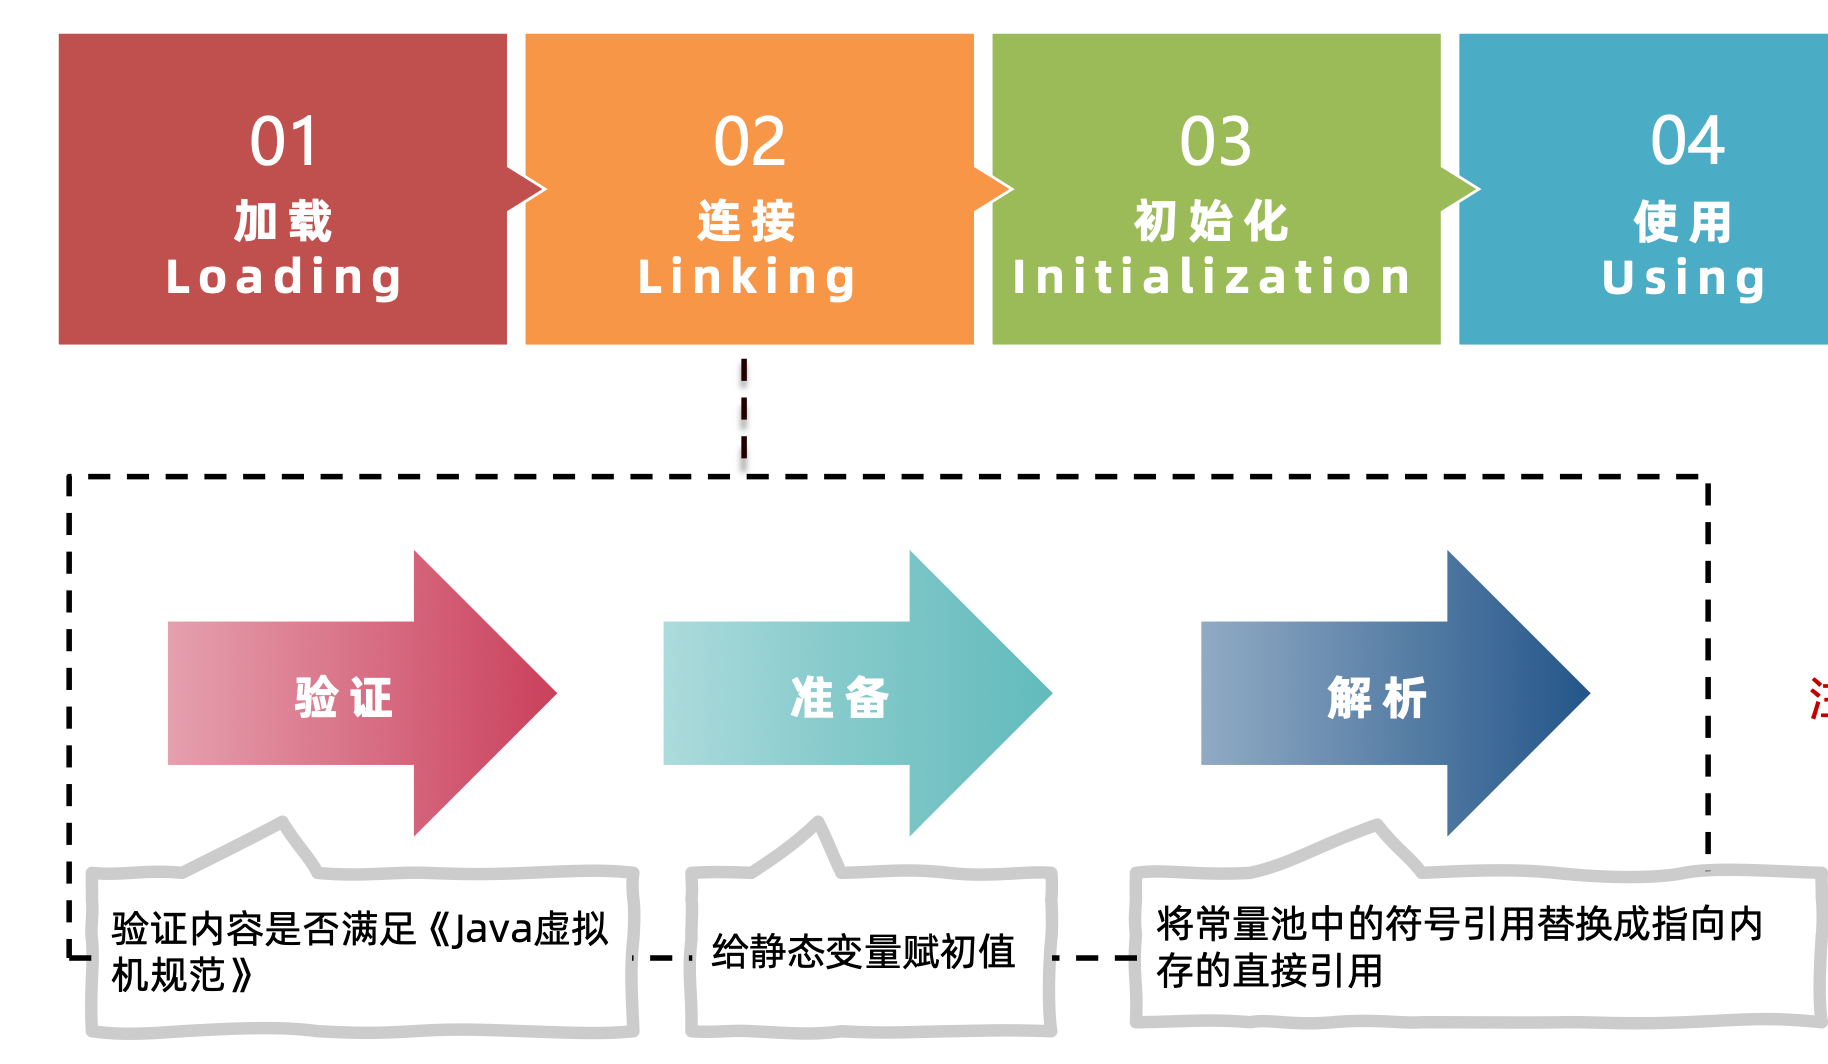 01
加载
Loading
02
连接
Linking
03
初始化
Initialization
04
使用
Using
验证
准备
解析
验证内容是否满足《Java虚拟
机规范》
给静态变量赋初值
将常量池中的符号引用替换成指向内
存的直接引用